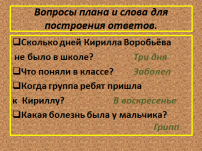 Вопросы плана и слова для
построения ответов.
❑Сколько дней Кирилла Воробьёва
не было в школе? Три дня
❑Что поняли в классе? Заболел
❑Когда группа ребят пришла
к Кириллу? В воскресенье
❑Какая болезнь была у мальчика?
Грипп